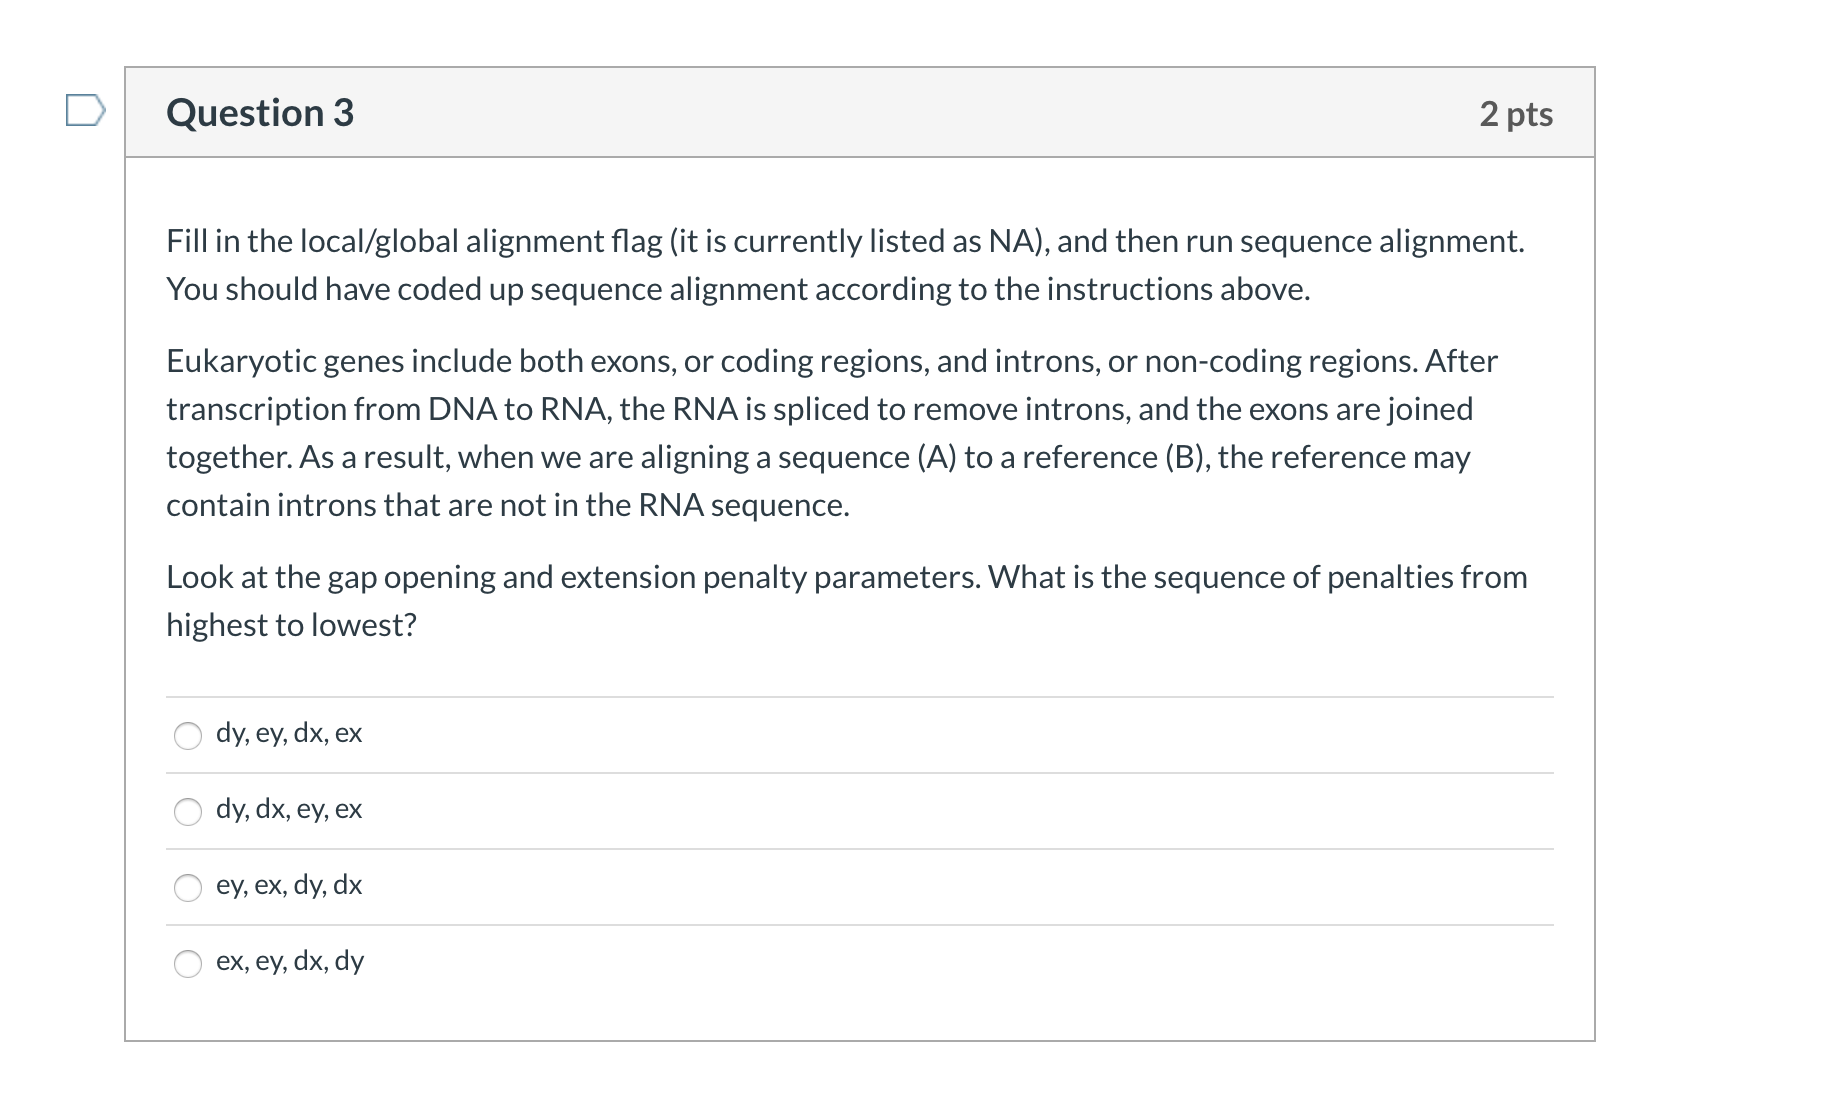 Question 3
2 pts
Fill in the local/global alignment flag (it is currently listed as NA), and then run sequence alignment.
You should have coded up sequence alignment according to the instructions above.
Eukaryotic genes include both exons, or coding regions, and introns, or non-coding regions. After
transcription from DNA to RNA, the RNA is spliced to remove introns, and the exons are joined
together. As a result, when we are aligning a sequence (A) to a reference (B), the reference may
contain introns that are not in the RNA sequence.
Look at the gap opening and extension penalty parameters. What is the sequence of penalties from
highest to lowest?
dy, ey, dx, ex
dy, dx, ey, ex
ey, ex, dy, dx
ex, ey, dx, dy